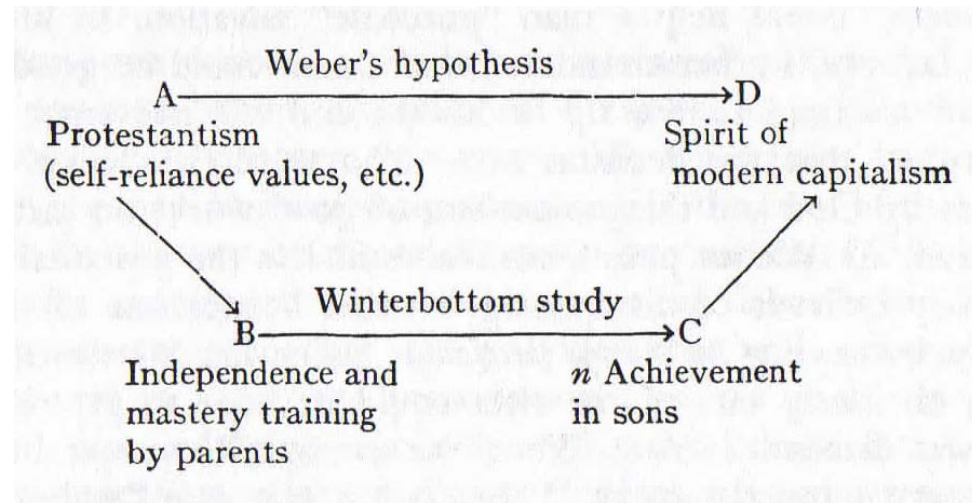 Weber's hypothesis
A D
Protestantism
(self-reliance values, etc.)
Spirit of
modern capitalism
Winterbottom study
B C
Independence and
mastery training
by parents
n Achievement
in sons